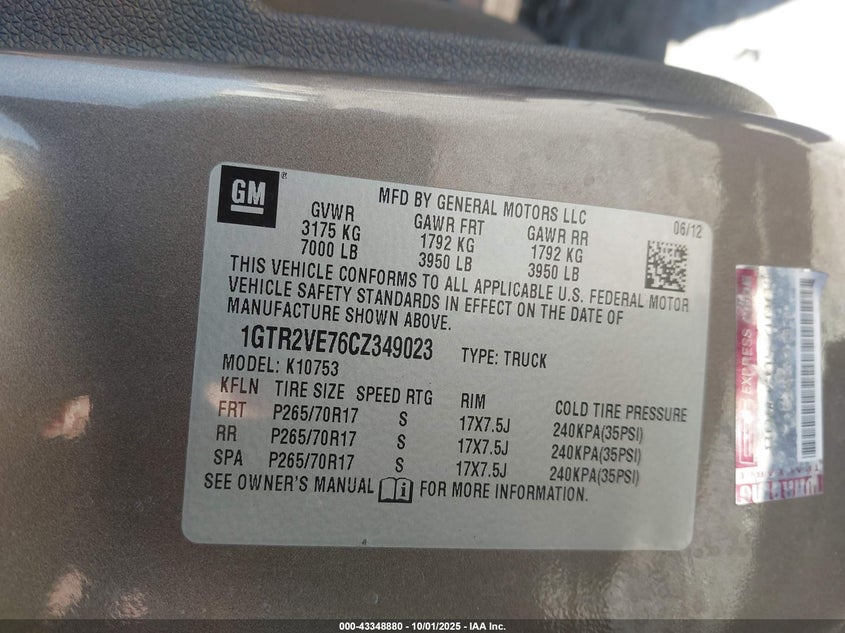 GM ®
MFD BY GENERAL MOTORS LLC
06/12
GVWR GAWR FRT GAWR RR
3175 KG 1792 KG 1792 KG
7000 LB 3950 LB 3950 LB
THIS VEHICLE CONFORMS TO ALL APPLICABLE U.S. FEDERAL MOTOR
VEHICLE SAFETY STANDARDS IN EFFECT ON THE DATE OF
MANUFACTURE SHOWN ABOVE.
1GTR2VE76CZ349023 TYPE: TRUCK
MODEL: K10753
KFLN TIRE SIZE SPEED RTG RIM COLD TIRE PRESSURE
FRT P265/70R17 S 17X7.5J 240KPA(35PSI)
RR P265/70R17 S 17X7.5J 240KPA(35PSI)
SPA P265/70R17 S 17X7.5J 240KPA(35PSI)
SEE OWNER'S MANUAL FOR MORE INFORMATION.
EXPRESS
000-43348880 - 10/01/2025 - IAA Inc.